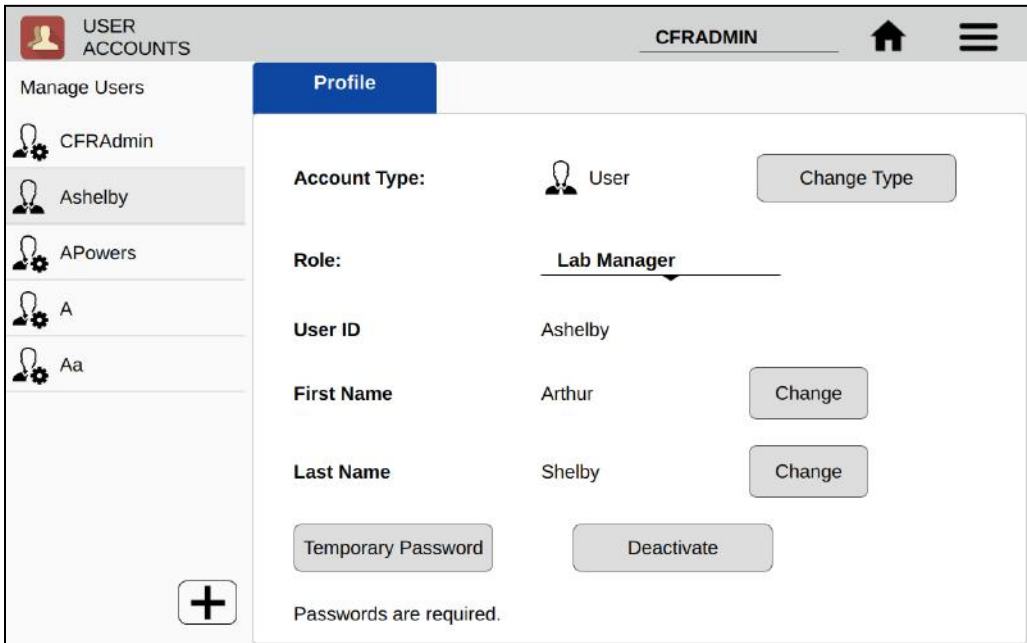 USER
ACCOUNTS
CFRADMIN
Manage Users
CFRAdmin
Ashelby
APowers
A
Aa
Profile
Account Type: User Change Type
Role: Lab Manager
User ID Ashelby
First Name Arthur Change
Last Name Shelby Change
Temporary Password Deactivate
Passwords are required.